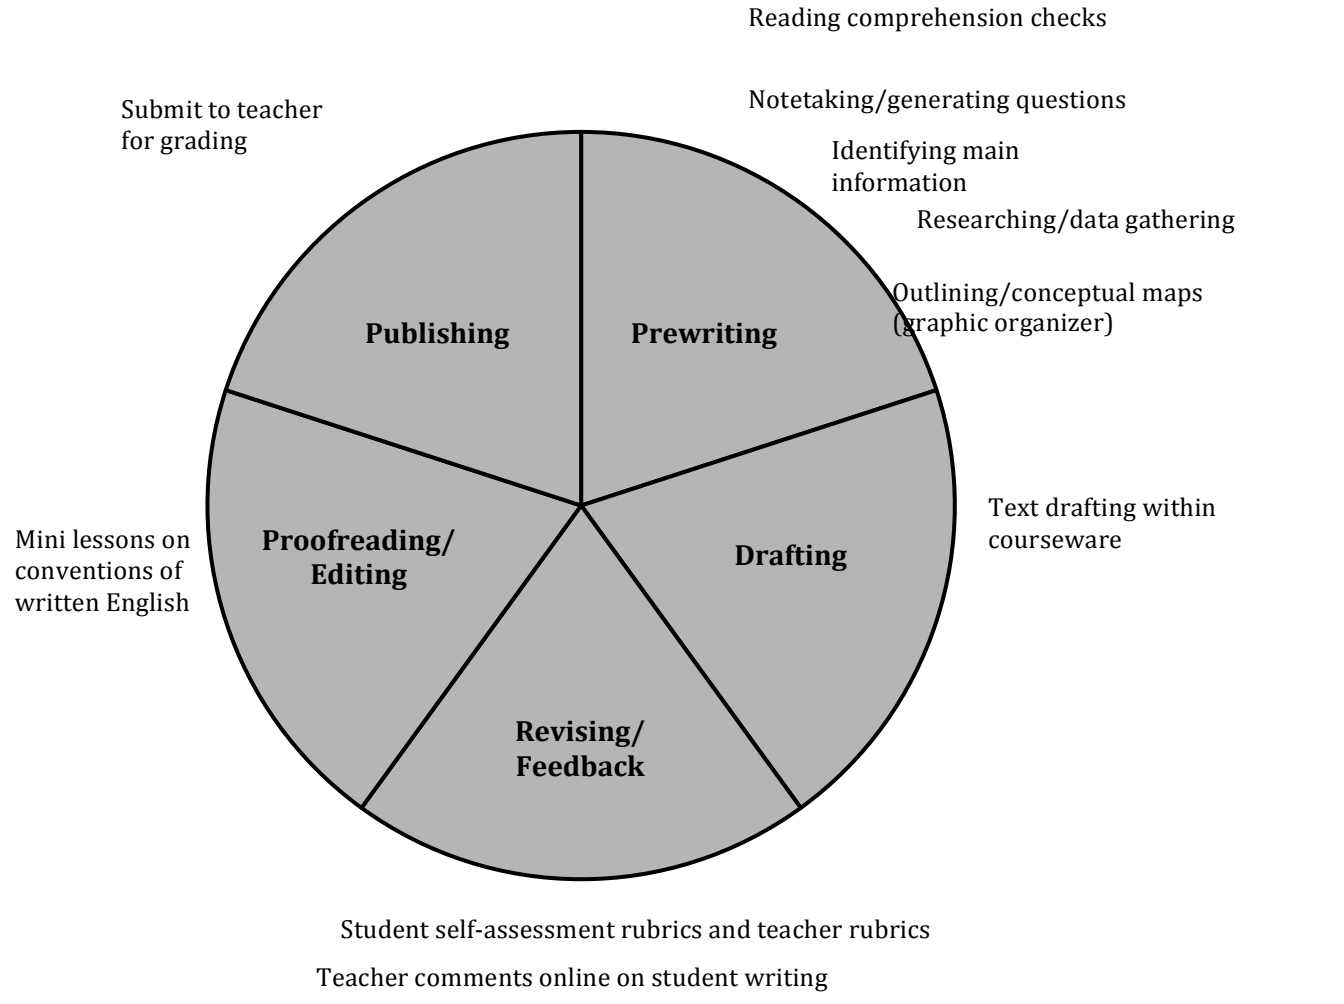 Reading comprehension checks
Notetaking/generating questions
Submit to teacher
for grading
Identifying main
information
Researching/data gathering
Outlining/conceptual maps
(graphic organizer)
Publishing
Prewriting
Text drafting within
courseware
Mini lessons on
conventions of
written English
Proofreading/
Editing
Drafting
Revising/
Feedback
Student self-assessment rubrics and teacher rubrics
Teacher comments online on student writing